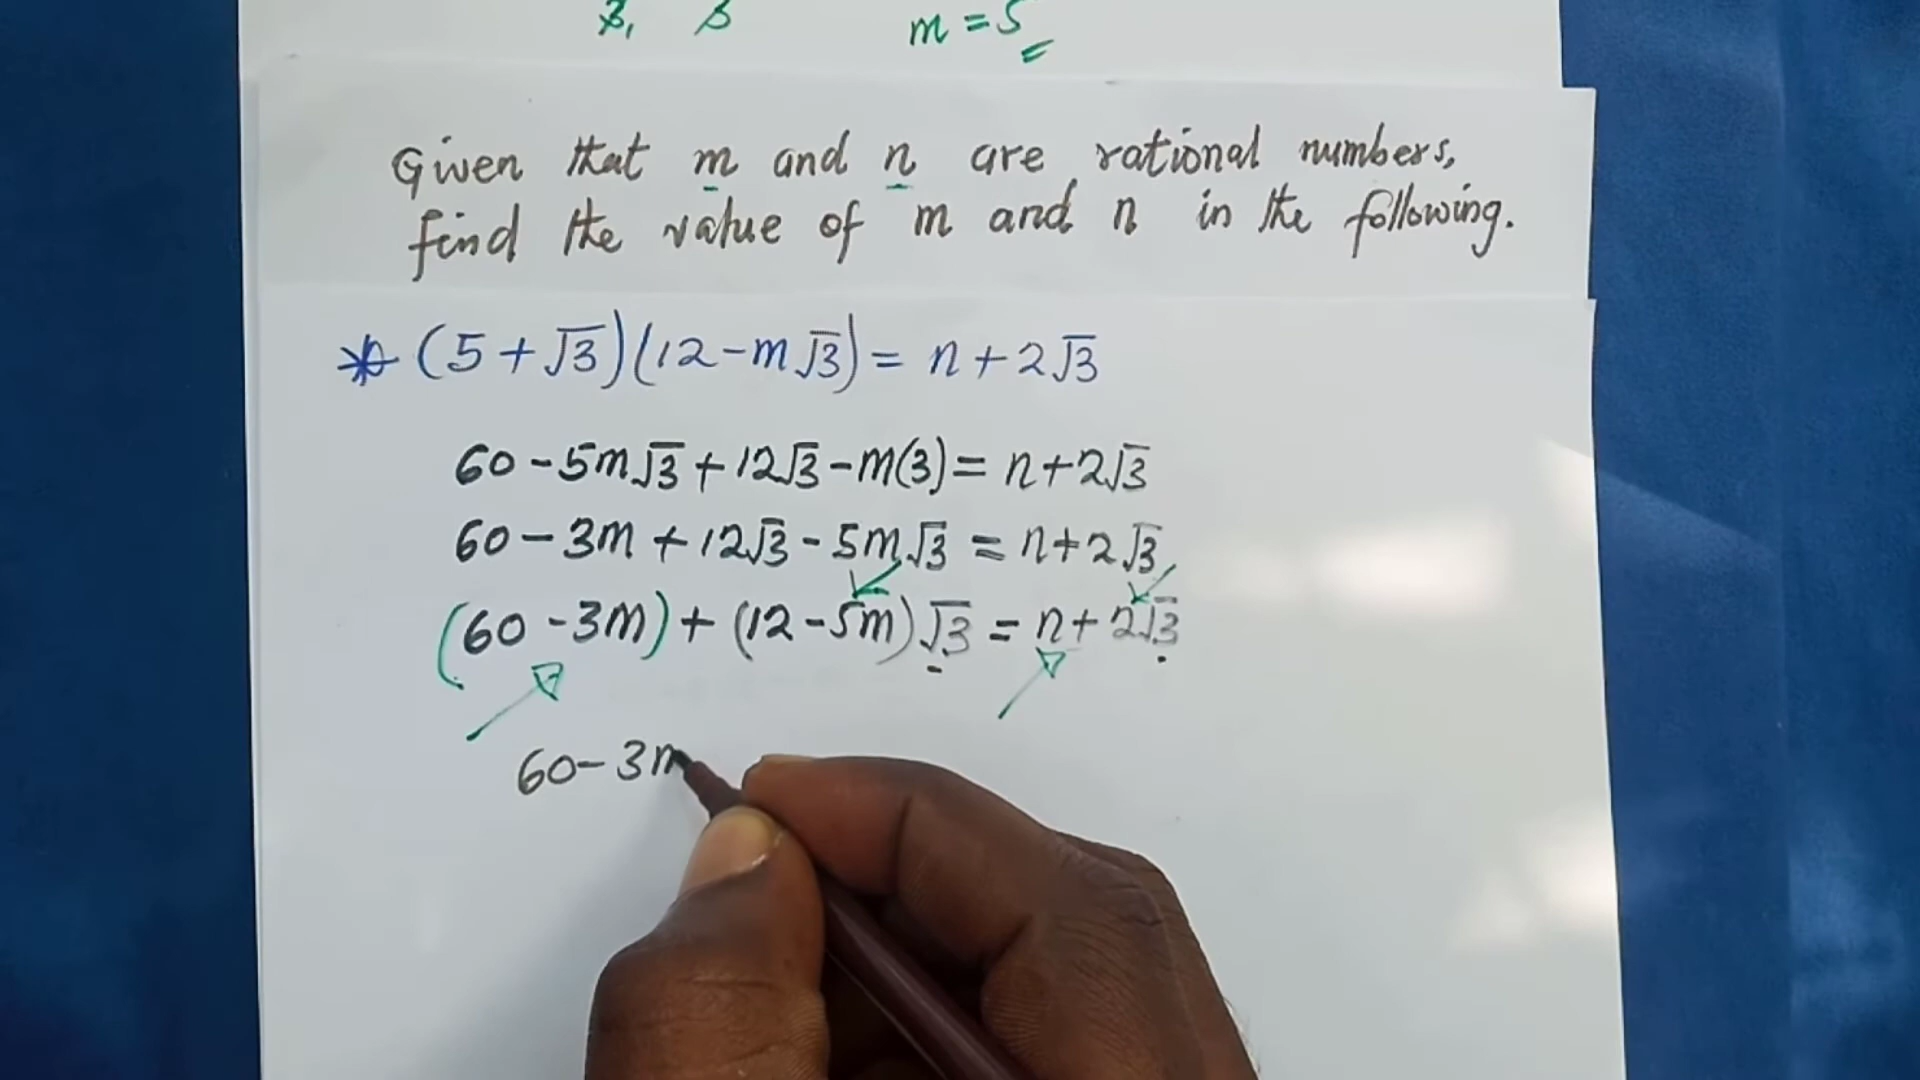 m = 5
Given that m and n are rational numbers,
find the value of m and n in the following.
* (5 + √3)(12 - m√3) = n + 2√3
60 - 5m√3 + 12√3 - m(3) = n + 2√3
60 - 3m + 12√3 - 5m√3 = n + 2√3
(60 - 3m) + (12 - 5m)√3 = n + 2√3
60 - 3m